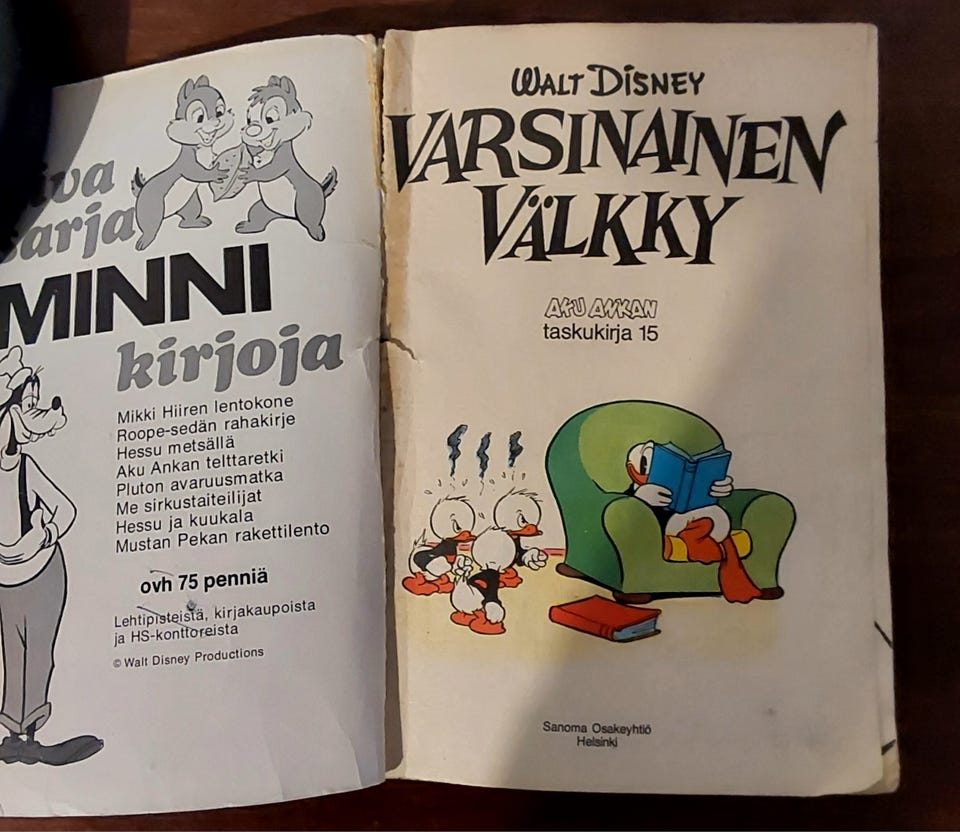 arja
MINNI
kirjoja
Mikki Hiiren lentokone
Roope-sedän rahakirje
Hessu metsällä
Aku Ankan telttaretki
Pluton avaruusmatka
Me sirkustaiteilijat
Hessu ja kuukala
Mustan Pekan rakettilento
ovh 75 penniä
Lehtipisteistä, kirjakaupoista
ja HS-konttoreista
© Walt Disney Productions
WALT DISNEY
VARSINAINEN
VÄLKKY
AKU ANKAN
taskukirja 15
Sanoma Osakeyhtiö
Helsinki